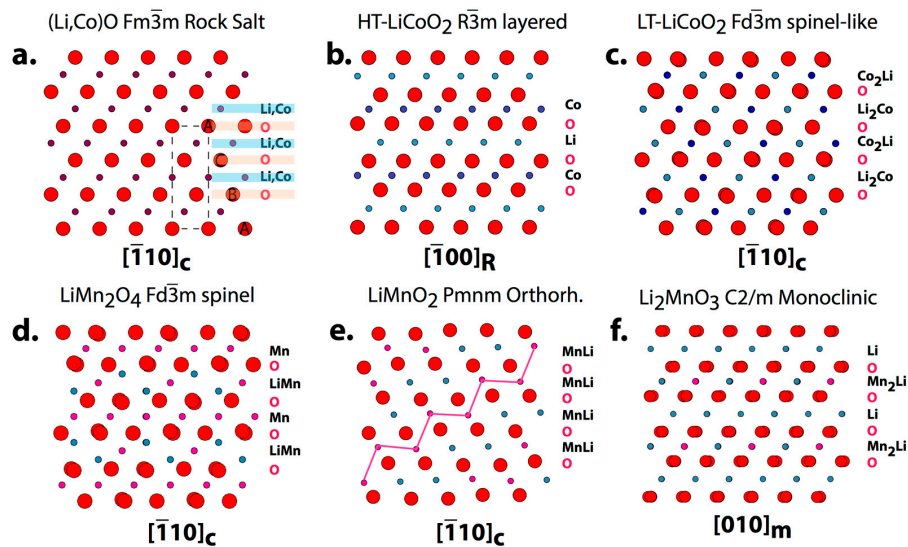 (Li,Co)O Fm3̅m Rock Salt
HT-LiCoO₂ R3̅m layered
LT-LiCoO₂ Fd3̅m spinel-like
a.
Li,Co
A O
Li,Co
C O
Li,Co
B O
A
[1̅10]c
b.
Co
O
Li
O
Co
O
[1̅00]R
c.
Co₂Li
O
Li₂Co
Co₂Li
O
Li₂Co
O
[1̅10]c
LiMn₂O₄ Fd3̅m spinel
LiMnO₂ Pmnm Orthorh.
Li₂MnO₃ C2/m Monoclinic
d.
Mn
O
LiMn
O
Mn
O
LiMn
O
[1̅10]c
e.
MnLi
O
MnLi
O
MnLi
O
MnLi
O
[1̅10]c
f.
Li
O
Mn₂Li
O
Li
O
Mn₂Li
O
[010]m